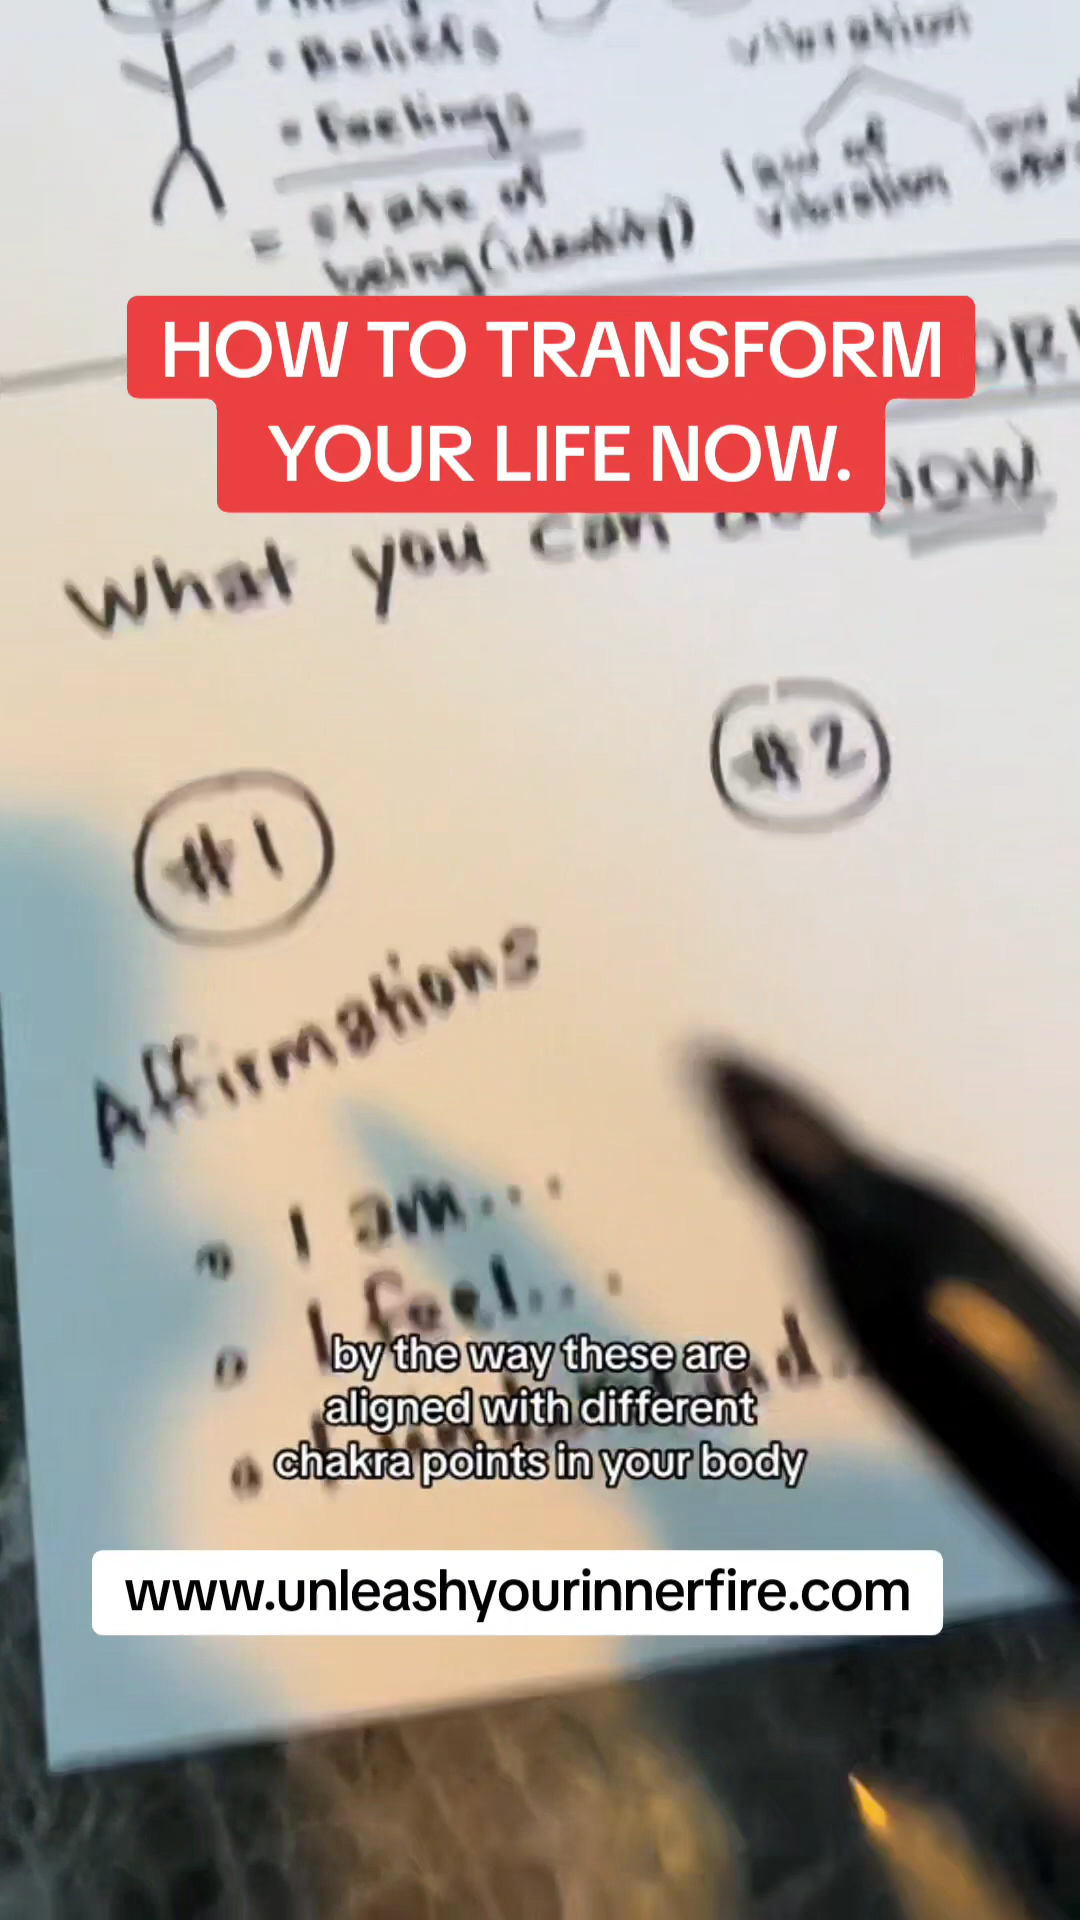 • Beliefs
• Feelings
= state of
being (identity)
vibration
law of
vibration
HOW TO TRANSFORM
YOUR LIFE NOW.
What you can do NOW
#1
#2
Affirmations
I am...
I feel...
by the way these are
aligned with different
chakra points in your body
www.unleashyourinnerfire.com